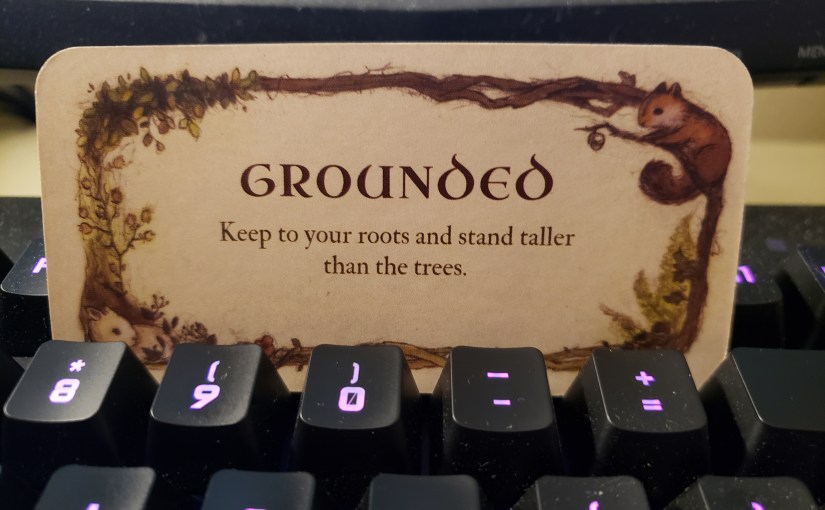 GROUNDED
Keep to your roots and stand taller
than the trees.
* ( ) _ +
8 9 0 - =